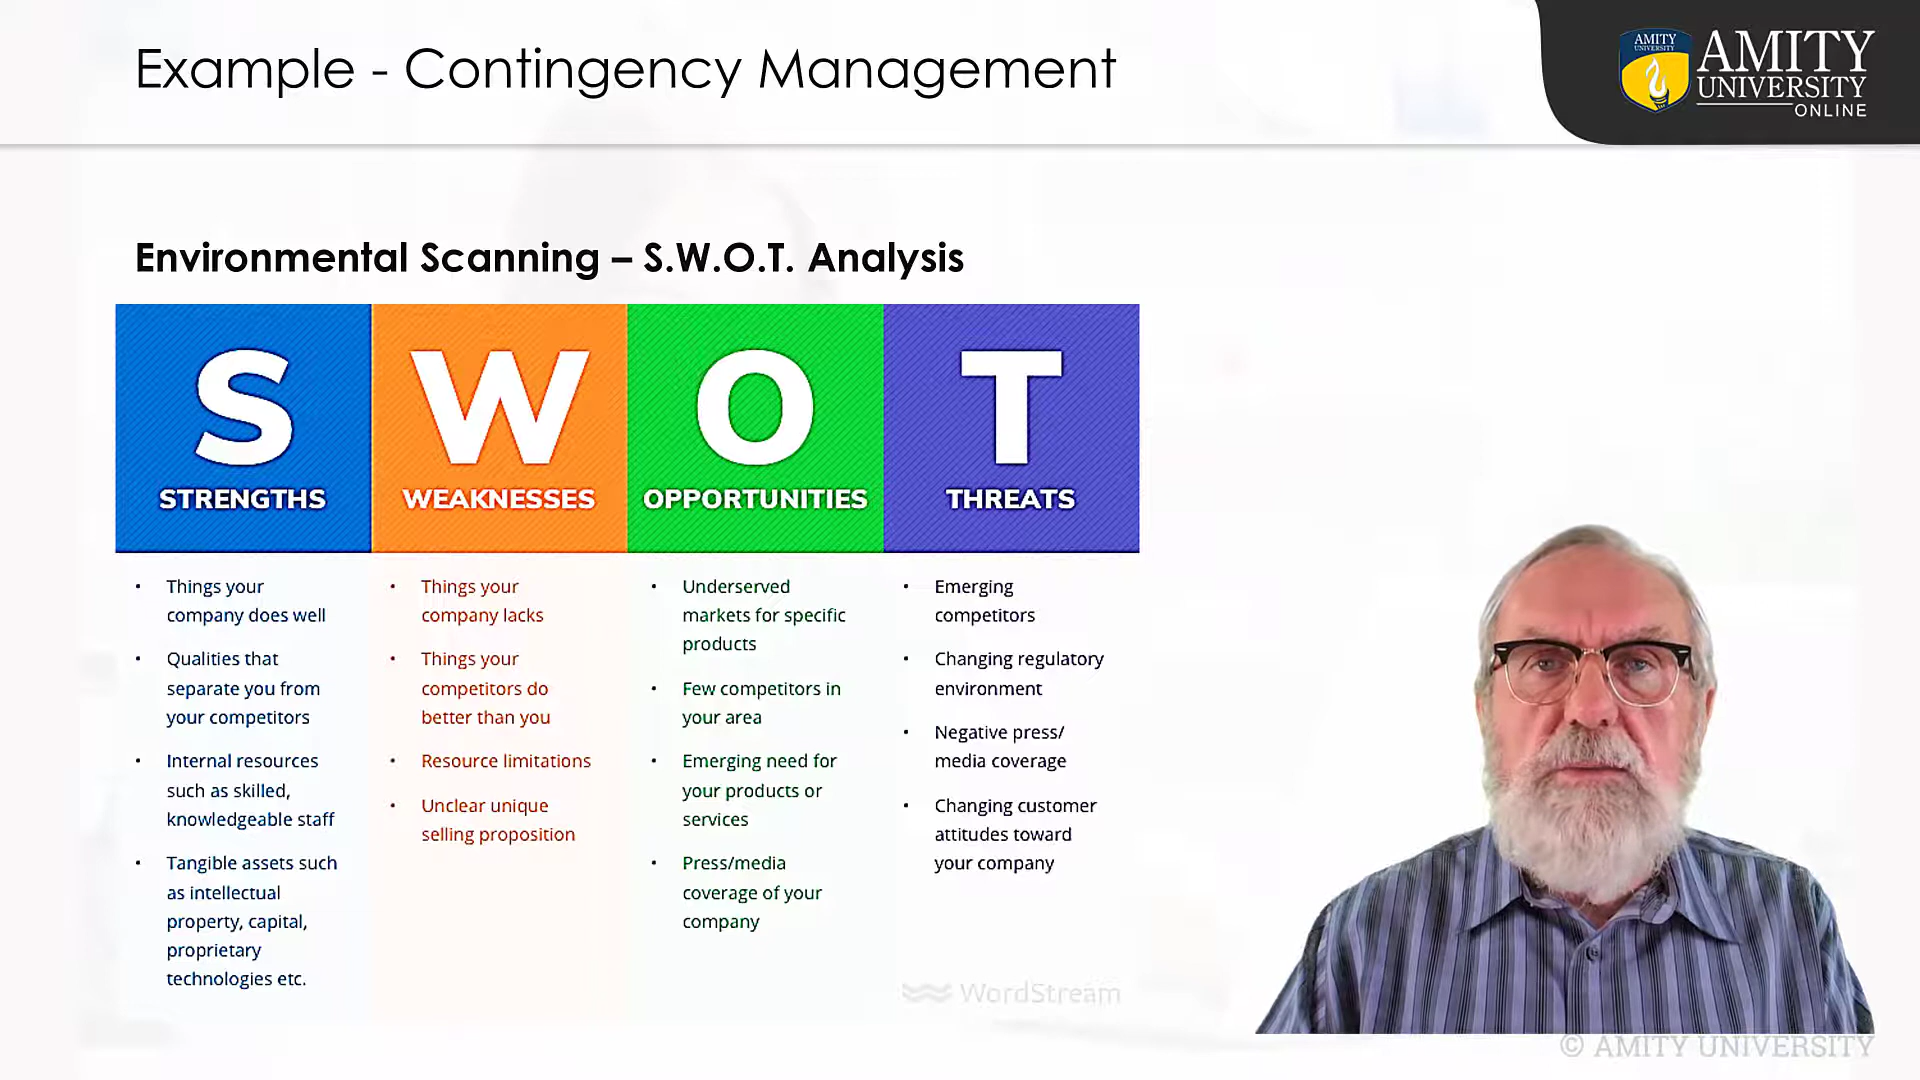 Example - Contingency Management
AMITY
UNIVERSITY
AMITY
UNIVERSITY
ONLINE
Environmental Scanning – S.W.O.T. Analysis
S
STRENGTHS
W
WEAKNESSES
O
OPPORTUNITIES
T
THREATS
• Things your
company does well
• Qualities that
separate you from
your competitors
• Internal resources
such as skilled,
knowledgeable staff
• Tangible assets such
as intellectual
property, capital,
proprietary
technologies etc.
• Things your
company lacks
• Things your
competitors do
better than you
• Resource limitations
• Unclear unique
selling proposition
• Underserved
markets for specific
products
• Few competitors in
your area
• Emerging need for
your products or
services
• Press/media
coverage of your
company
• Emerging
competitors
• Changing regulatory
environment
• Negative press/
media coverage
• Changing customer
attitudes toward
your company
WordStream
© AMITY UNIVERSITY